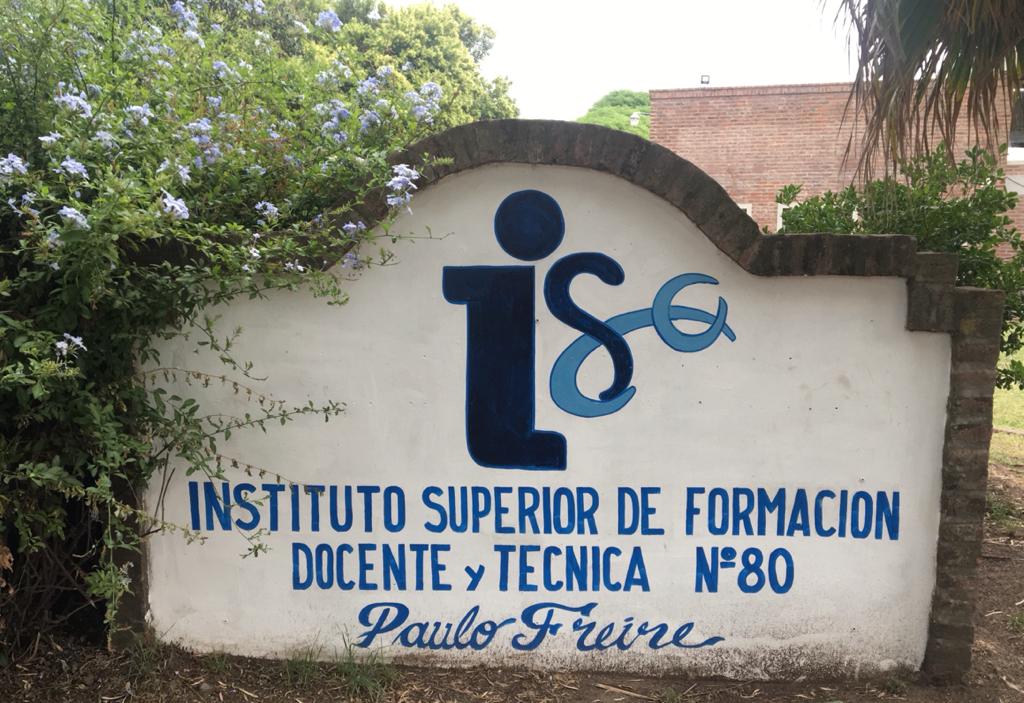 ise
INSTITUTO SUPERIOR DE FORMACION
DOCENTE y TECNICA Nº80
Paulo Freire